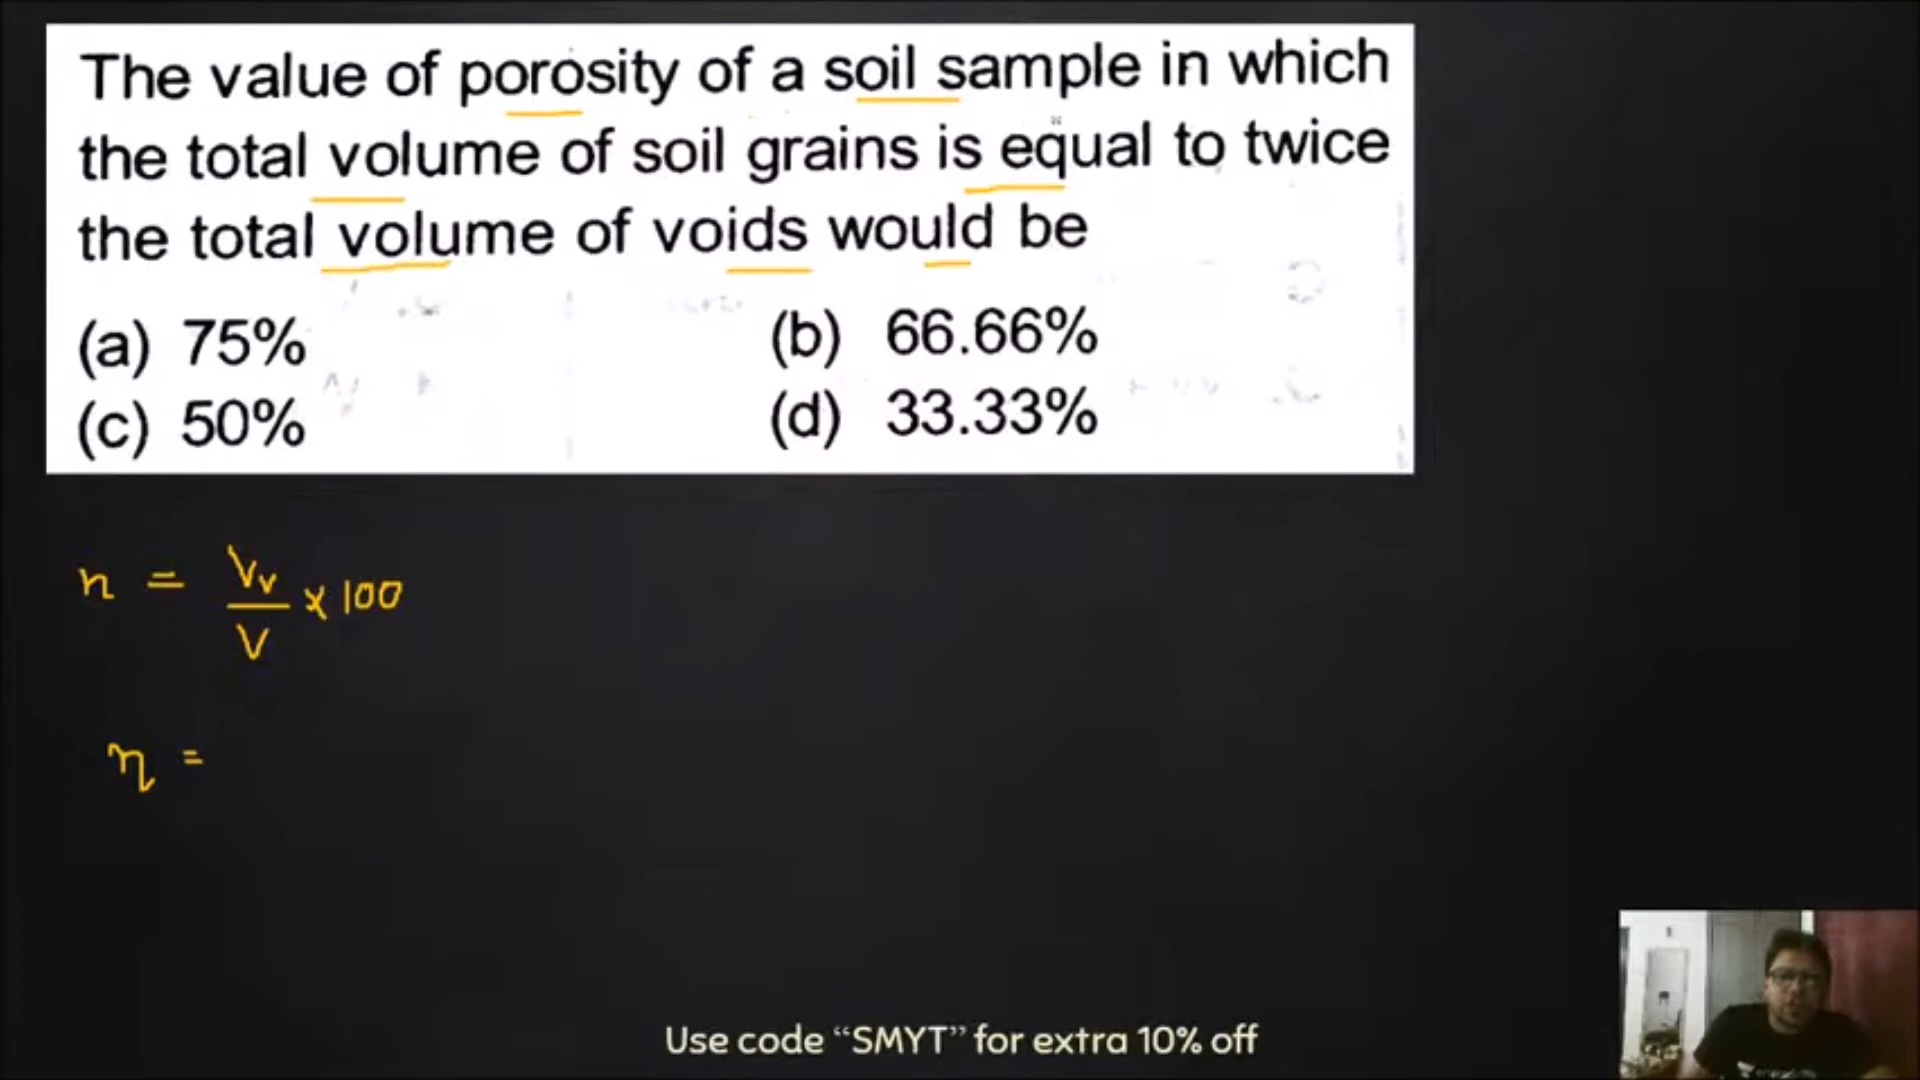 The value of porosity of a soil sample in which
the total volume of soil grains is equal to twice
the total volume of voids would be
(a) 75% (b) 66.66%
(c) 50% (d) 33.33%
n = Vv/V × 100
η =
Use code “SMYT” for extra 10% off